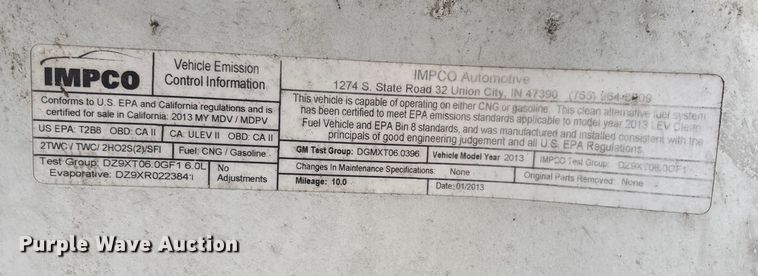 IMPCO
Vehicle Emission
Control Information
Conforms to U.S. EPA and California regulations and is
certified for sale in California: 2013 MY MDV / MDPV
US EPA: T2B8 OBD: CA II CA: ULEV II OBD: CA II
2TWC / TWC / 2HO2S(2)/SFI Fuel: CNG / Gasoline
Test Group: DZ9XT06.0GF1 6.0L
Evaporative: DZ9XR0223841
No
Adjustments
IMPCO Automotive
1274 S. State Road 32 Union City, IN 47390 (765)
This vehicle is capable of operating on either CNG or gasoline. This clean alternative fuel system
has been certified to meet EPA emissions standards applicable to model year 2013 LEV Clean
Fuel Vehicle and EPA Bin 8 standards, and was manufactured and installed consistent with the
principals of good engineering judgement and all U.S. EPA Regulations.
GM Test Group: DGMXT06.0396 Vehicle Model Year 2013 IMPCO Test Group: DZ9XT06.0GF1
Changes In Maintenance Specifications: None Original Parts Removed: None
Mileage: 10.0 Date: 01/2013
Purple Wave Auction